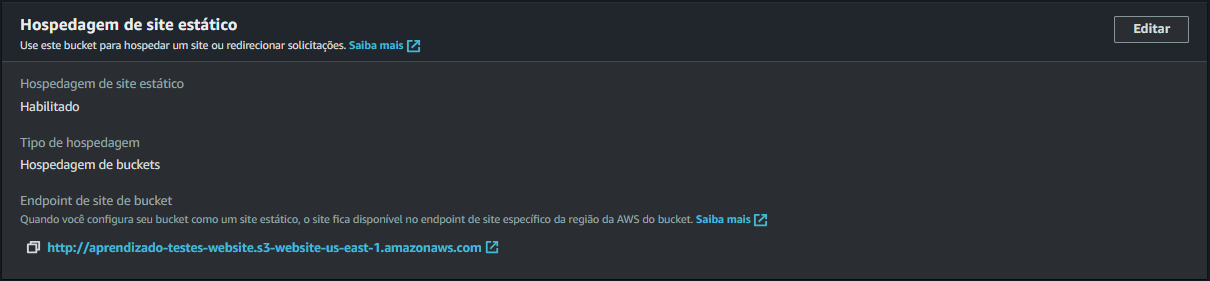 Hospedagem de site estático
Editar
Use este bucket para hospedar um site ou redirecionar solicitações. Saiba mais
Hospedagem de site estático
Habilitado
Tipo de hospedagem
Hospedagem de buckets
Endpoint de site de bucket
Quando você configura seu bucket como um site estático, o site fica disponível no endpoint de site específico da região da AWS do bucket. Saiba mais
http://aprendizado-testes-website.s3-website-us-east-1.amazonaws.com